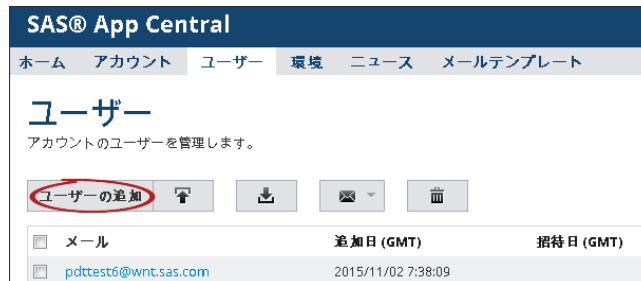 SAS® App Central
ホーム アカウント ユーザー 環境 ニュース メールテンプレート
ユーザー
アカウントのユーザーを管理します。
ユーザーの追加
メール 追加日 (GMT) 招待日 (GMT)
pdttest6@wnt.sas.com 2015/11/02 7:38:09